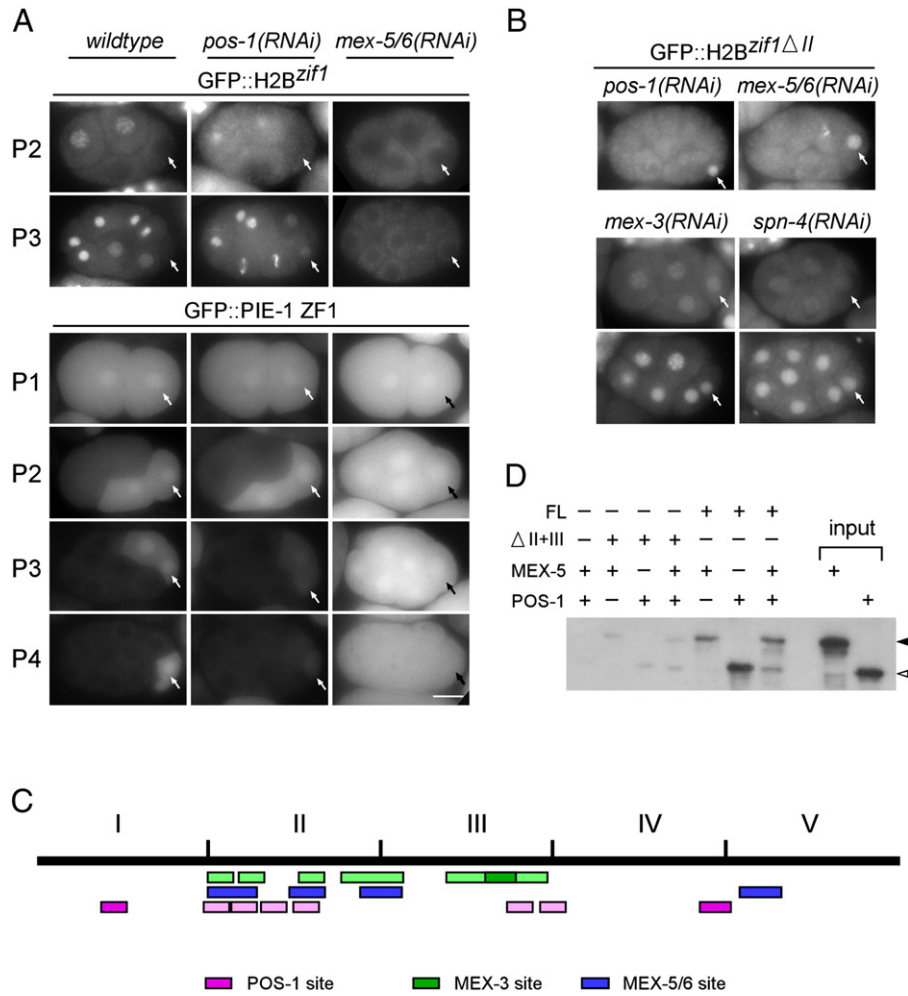 A
wildtype pos-1(RNAi) mex-5/6(RNAi)
GFP::H2Bzif1
P2
P3
GFP::PIE-1 ZF1
P1
P2
P3
P4
B
GFP::H2Bzif1△II
pos-1(RNAi) mex-5/6(RNAi)
mex-3(RNAi) spn-4(RNAi)
D
FL − − − − + + +
△II+III − + + + − − − input
MEX-5 + + − + + − + +
POS-1 + − + + − + + +
C
I II III IV V
POS-1 site MEX-3 site MEX-5/6 site